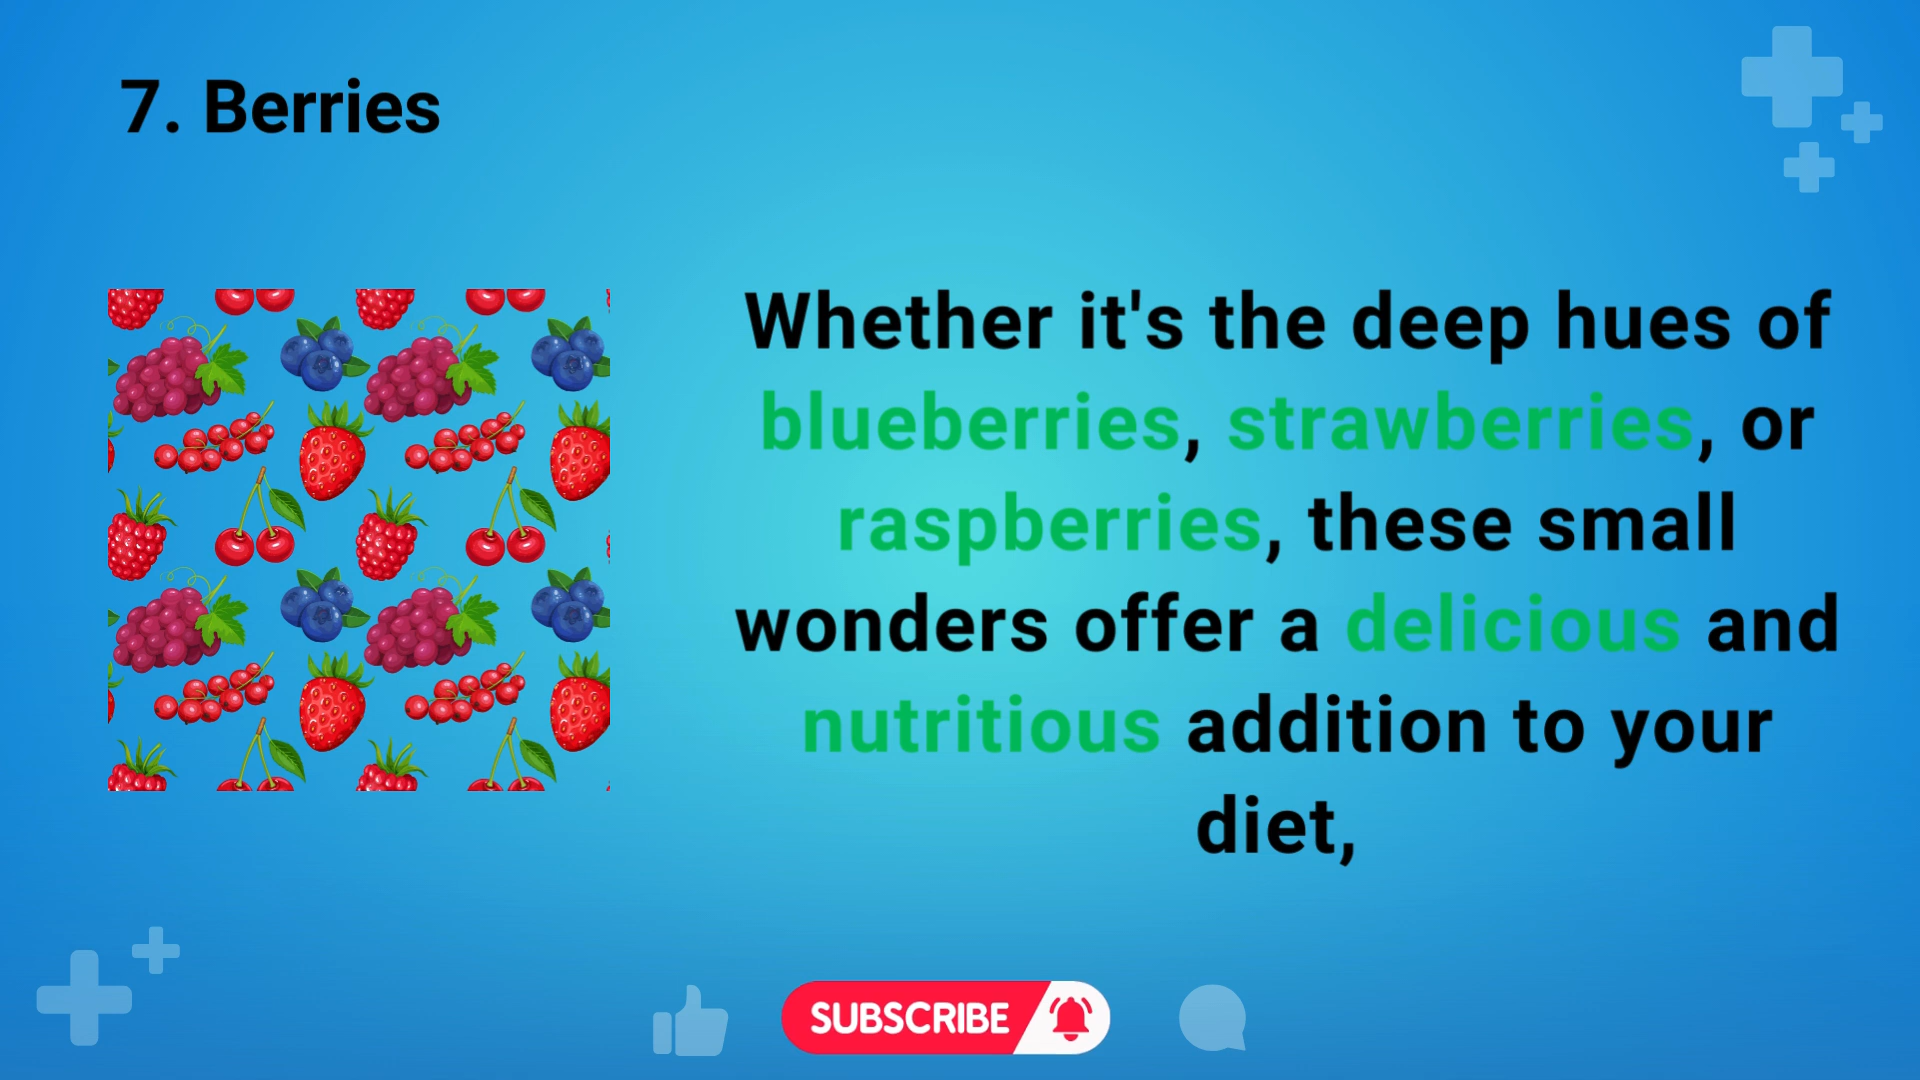 7. Berries
Whether it's the deep hues of
blueberries, strawberries, or
raspberries, these small
wonders offer a delicious and
nutritious addition to your
diet,
SUBSCRIBE